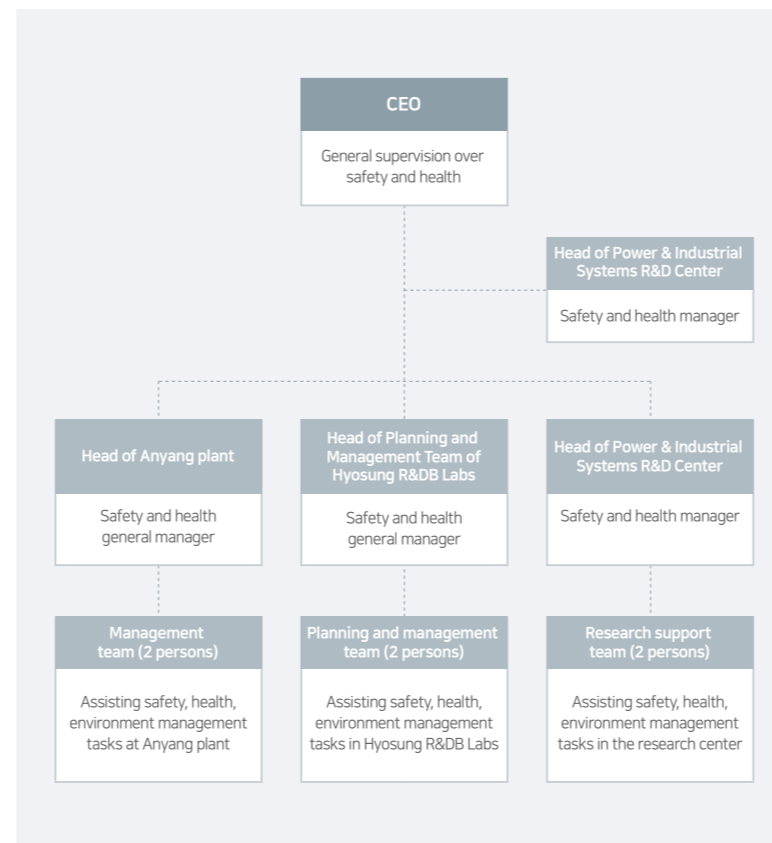 CEO
General supervision over
safety and health
Head of Power & Industrial
Systems R&D Center
Safety and health manager
Head of Anyang plant
Safety and health
general manager
Head of Planning and
Management Team of
Hyosung R&DB Labs
Safety and health
general manager
Head of Power & Industrial
Systems R&D Center
Safety and health manager
Management
team (2 persons)
Assisting safety, health,
environment management
tasks at Anyang plant
Planning and management
team (2 persons)
Assisting safety, health,
environment management
tasks in Hyosung R&DB Labs
Research support
team (2 persons)
Assisting safety, health,
environment management
tasks in the research center